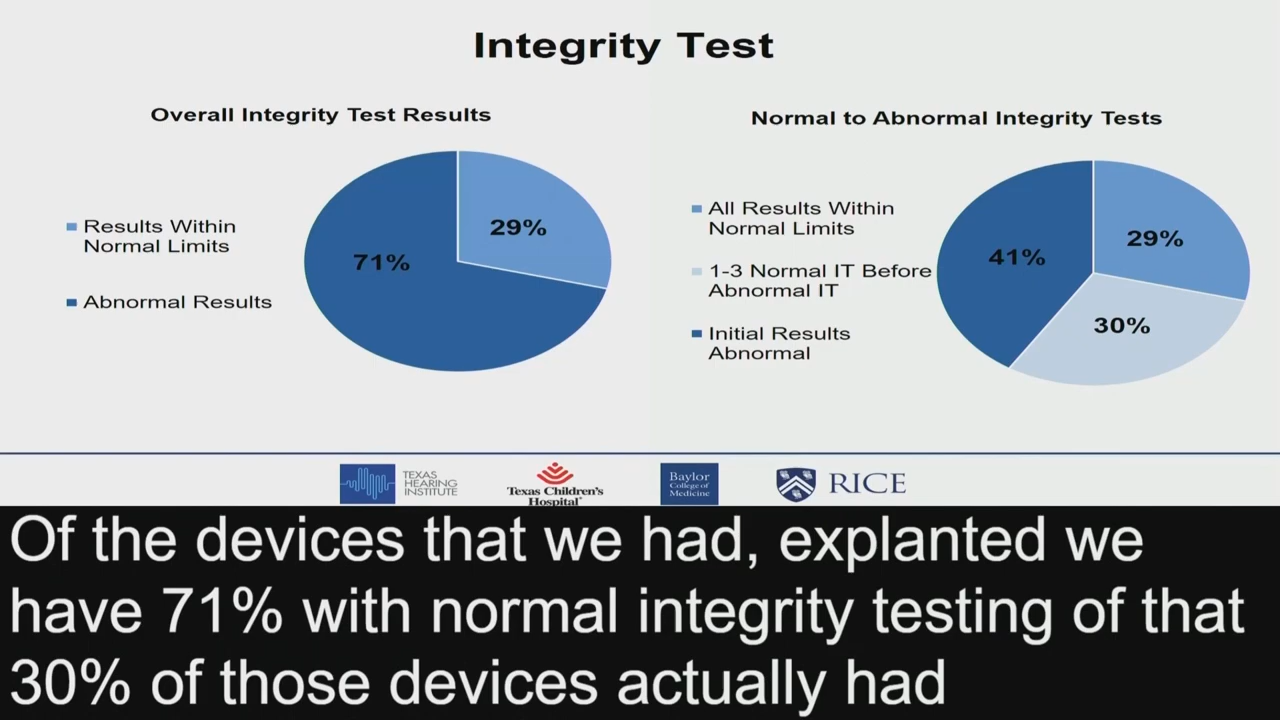 Integrity Test
Overall Integrity Test Results
Results Within
Normal Limits
Abnormal Results
71%
29%
Normal to Abnormal Integrity Tests
All Results Within
Normal Limits
1-3 Normal IT Before
Abnormal IT
Initial Results
Abnormal
41%
29%
30%
TEXAS
HEARING
INSTITUTE
Texas Children's
Hospital
Baylor
College of
Medicine
RICE
Of the devices that we had, explanted we
have 71% with normal integrity testing of that
30% of those devices actually had